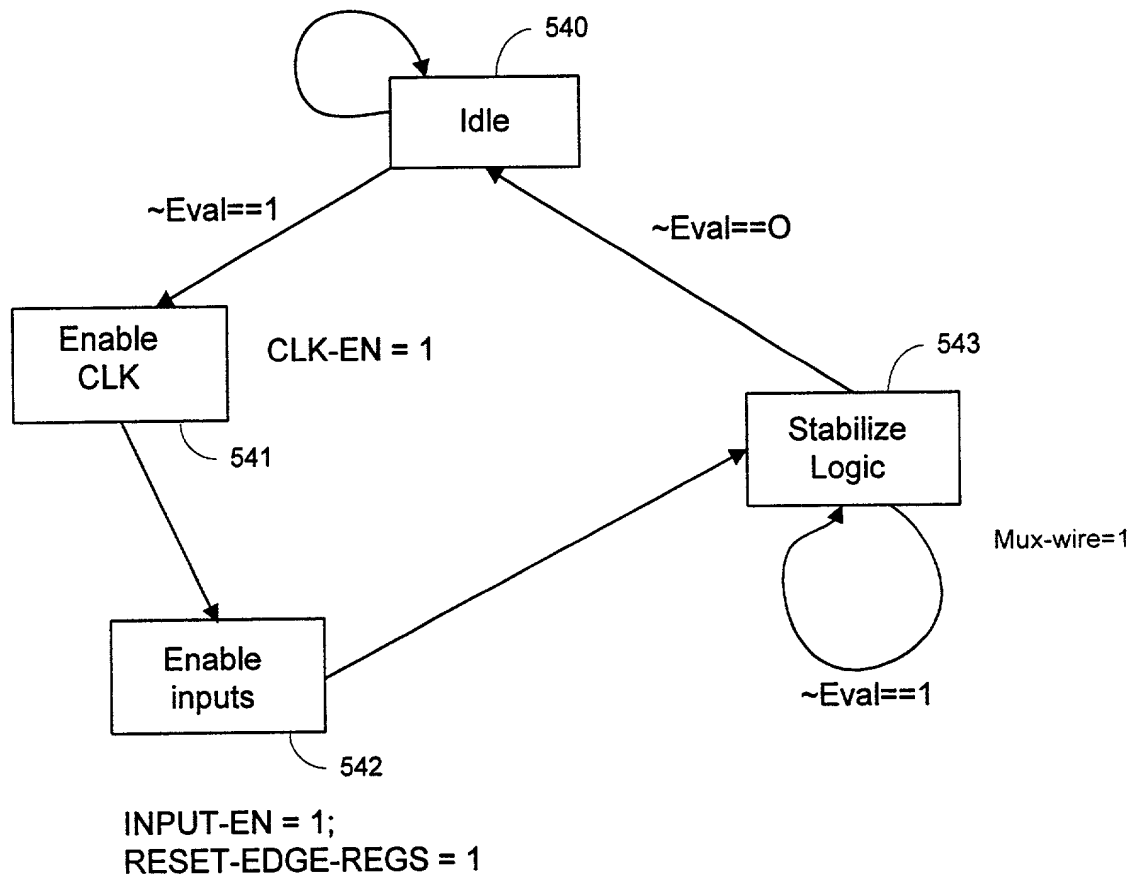 540
Idle
~Eval==1
~Eval==O
Enable
CLK
CLK-EN = 1
541
543
Stabilize
Logic
Mux-wire=1
~Eval==1
Enable
inputs
542
INPUT-EN = 1;
RESET-EDGE-REGS = 1